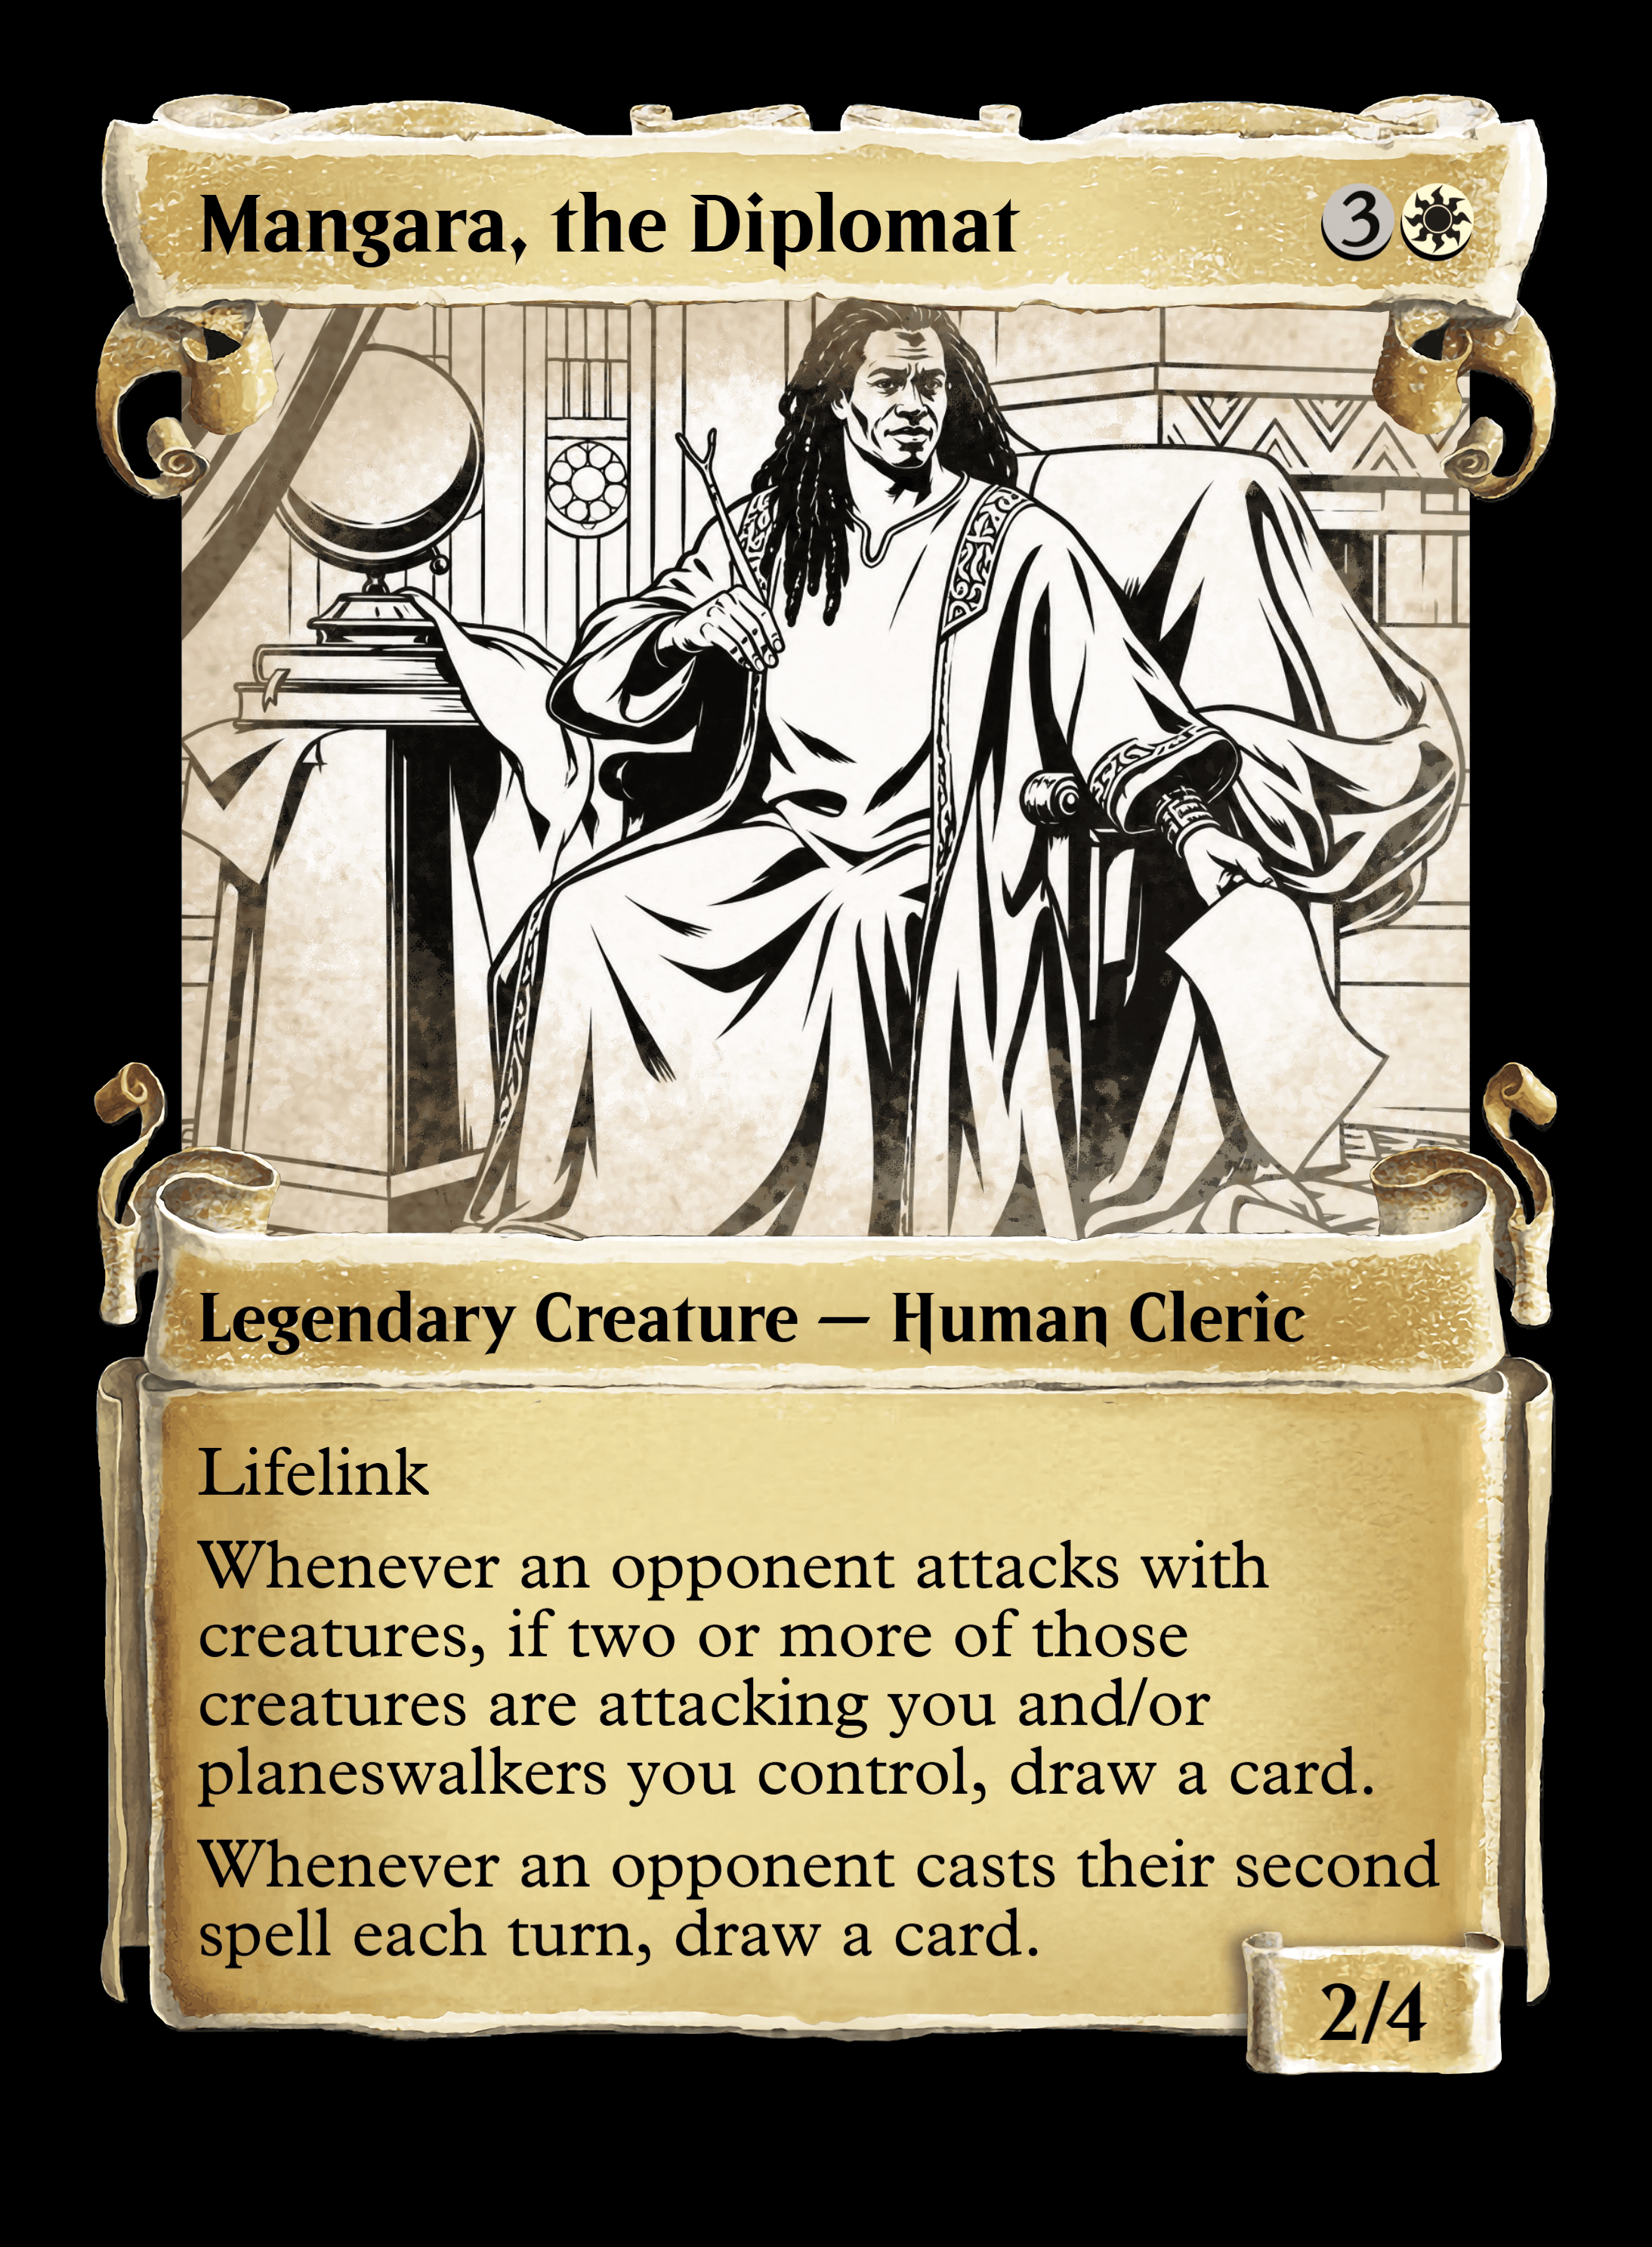 Mangara, the Diplomat 3
Legendary Creature — Human Cleric
Lifelink
Whenever an opponent attacks with
creatures, if two or more of those
creatures are attacking you and/or
planeswalkers you control, draw a card.
Whenever an opponent casts their second
spell each turn, draw a card.
2/4